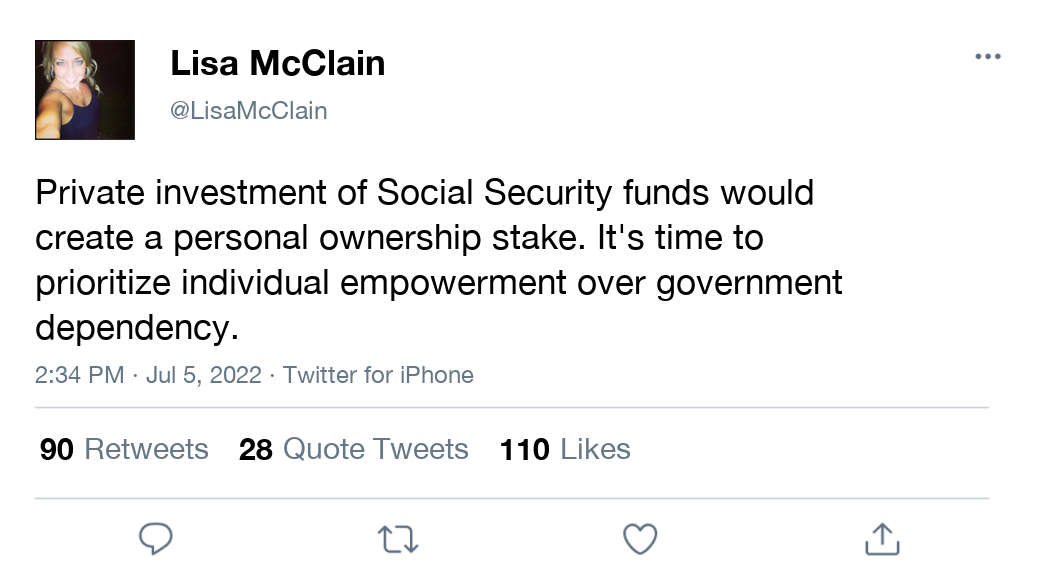 Lisa McClain
@LisaMcClain
Private investment of Social Security funds would
create a personal ownership stake. It's time to
prioritize individual empowerment over government
dependency.
2:34 PM · Jul 5, 2022 · Twitter for iPhone
90 Retweets 28 Quote Tweets 110 Likes